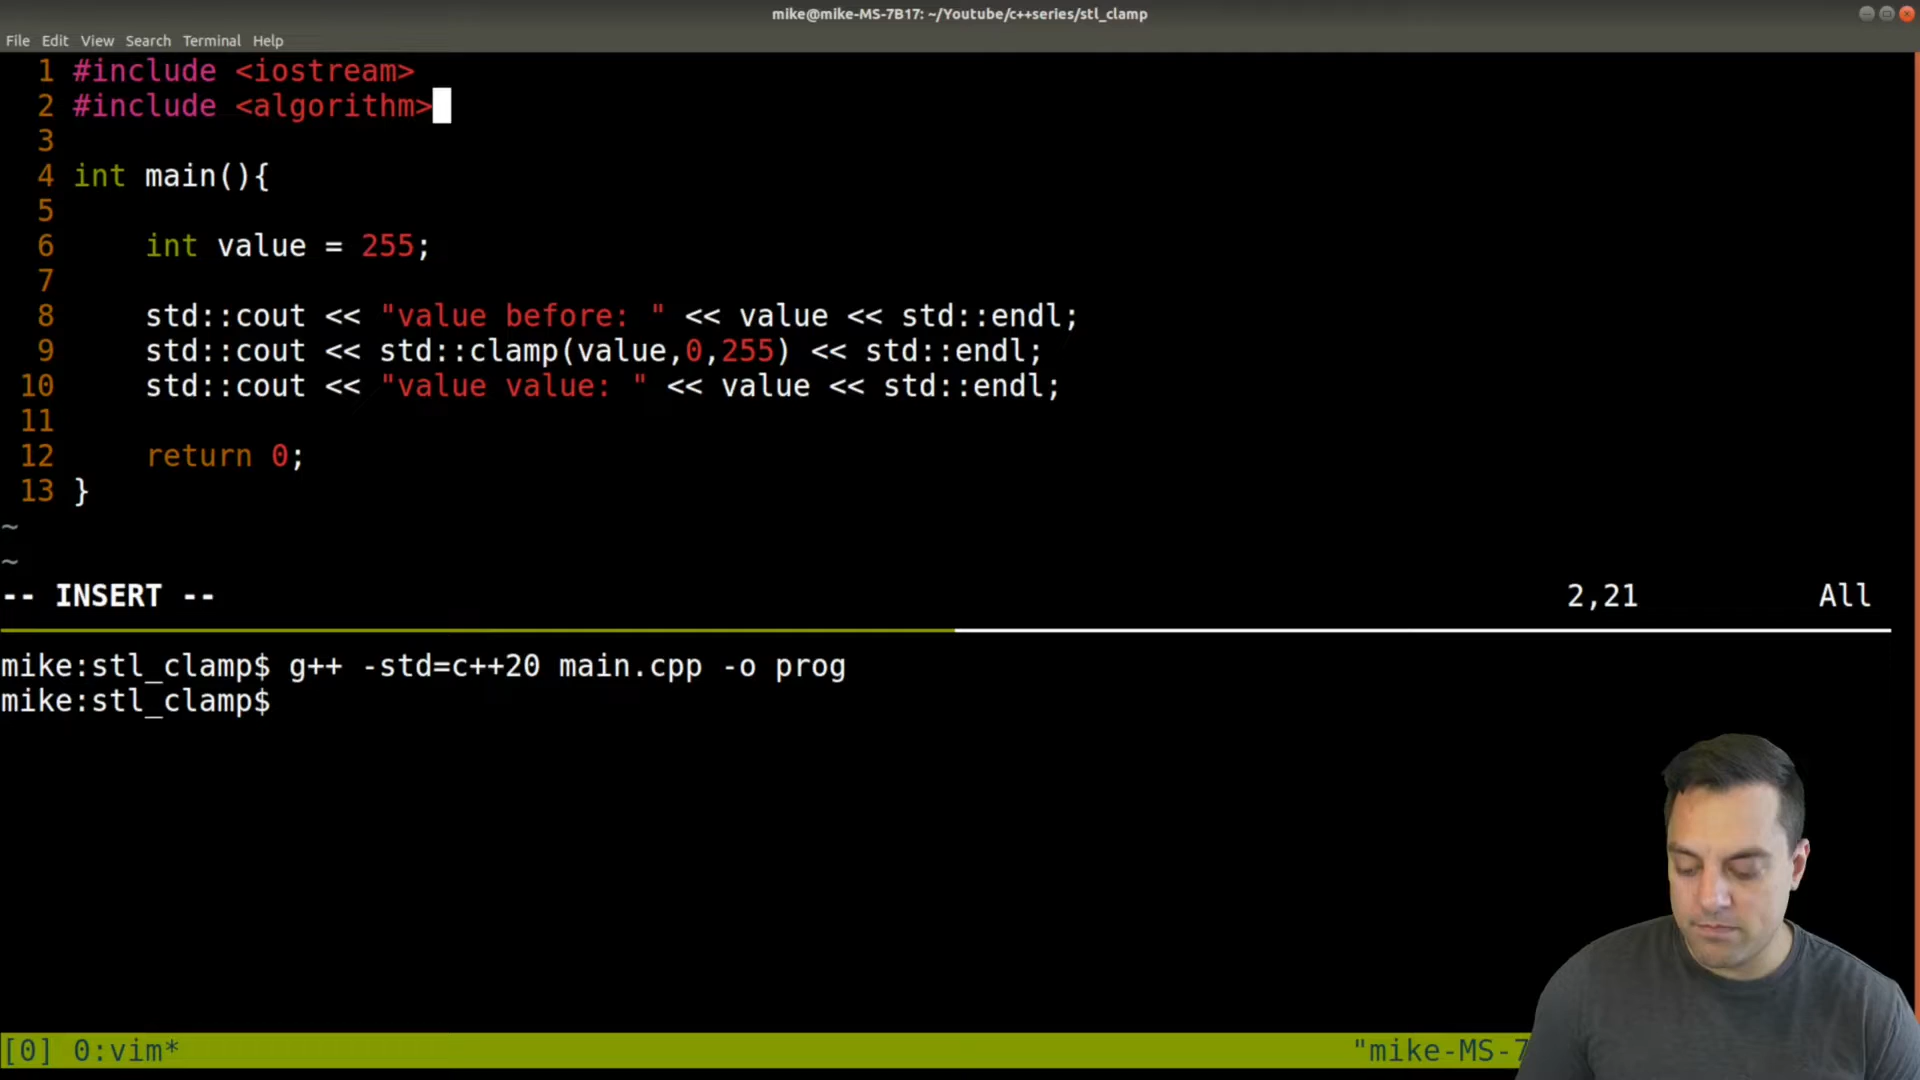 mike@mike-MS-7B17: ~/Youtube/c++series/stl_clamp
File Edit View Search Terminal Help
1 #include <iostream>
2 #include <algorithm>
3
4 int main(){
5
6     int value = 255;
7
8     std::cout << "value before: " << value << std::endl;
9     std::cout << std::clamp(value,0,255) << std::endl;
10     std::cout << "value value: " << value << std::endl;
11
12     return 0;
13 }
~
~
-- INSERT -- 2,21 All
mike:stl_clamp$ g++ -std=c++20 main.cpp -o prog
mike:stl_clamp$
[0] 0:vim* "mike-MS-7